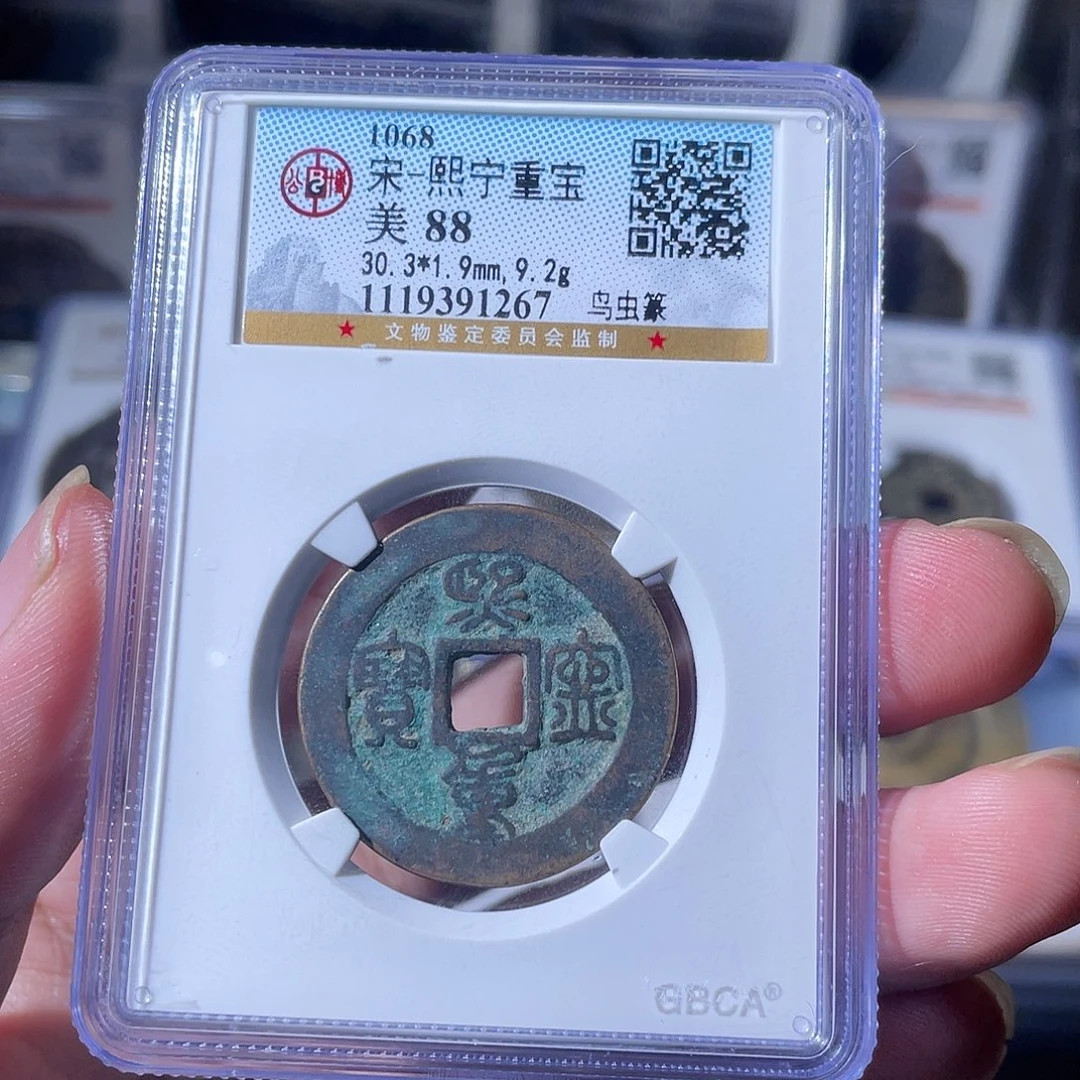 1068
宋-熙宁重宝
美 88
30.3*1.9mm,9.2g
1119391267 鸟虫篆
★ 文物鉴定委员会监制 ★
熙
寶 寧
重
GBCA®